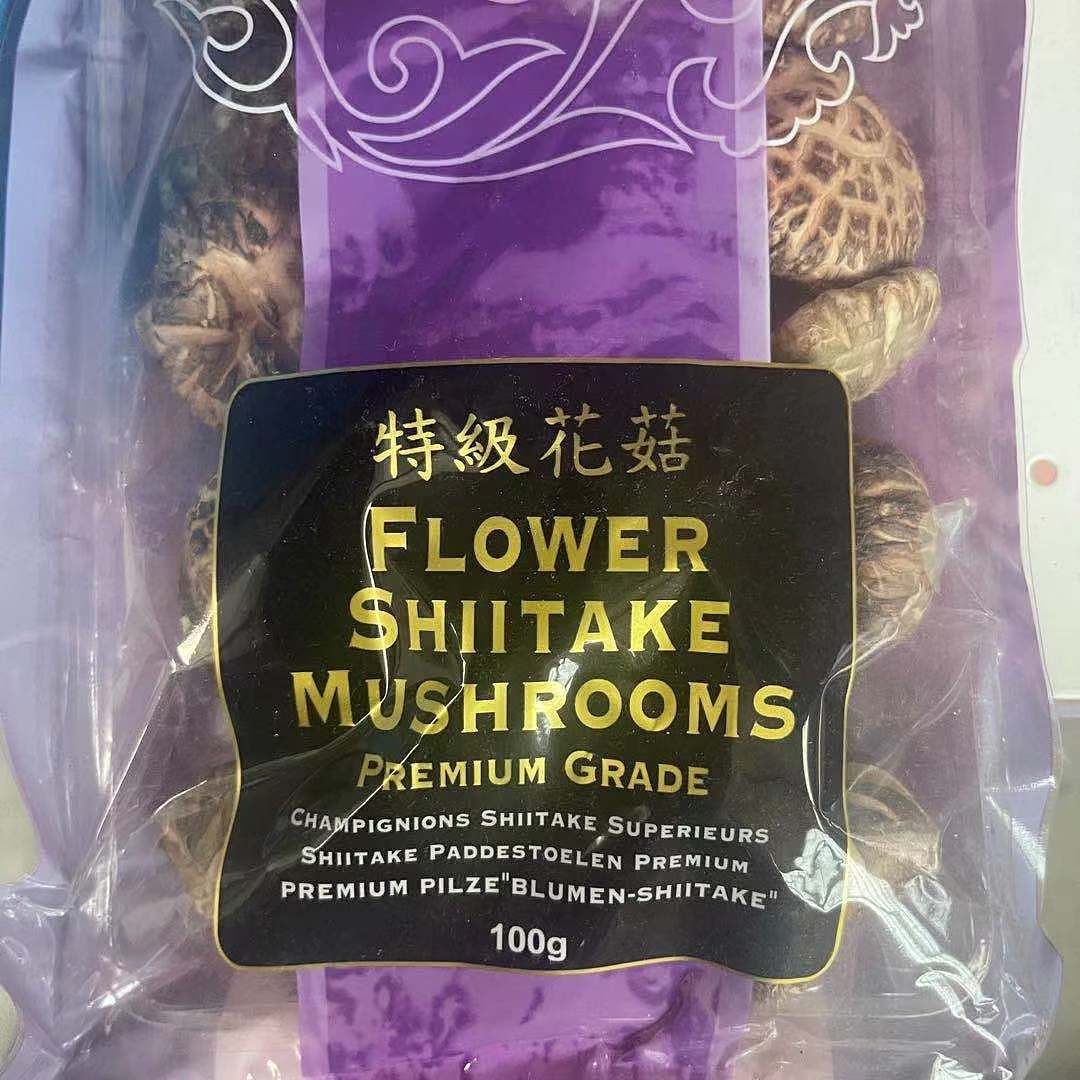 特級花菇
FLOWER
SHIITAKE
MUSHROOMS
PREMIUM GRADE
CHAMPIGNIONS SHIITAKE SUPERIEURS
SHIITAKE PADDESTOELEN PREMIUM
PREMIUM PILZE"BLUMEN-SHIITAKE"
100g